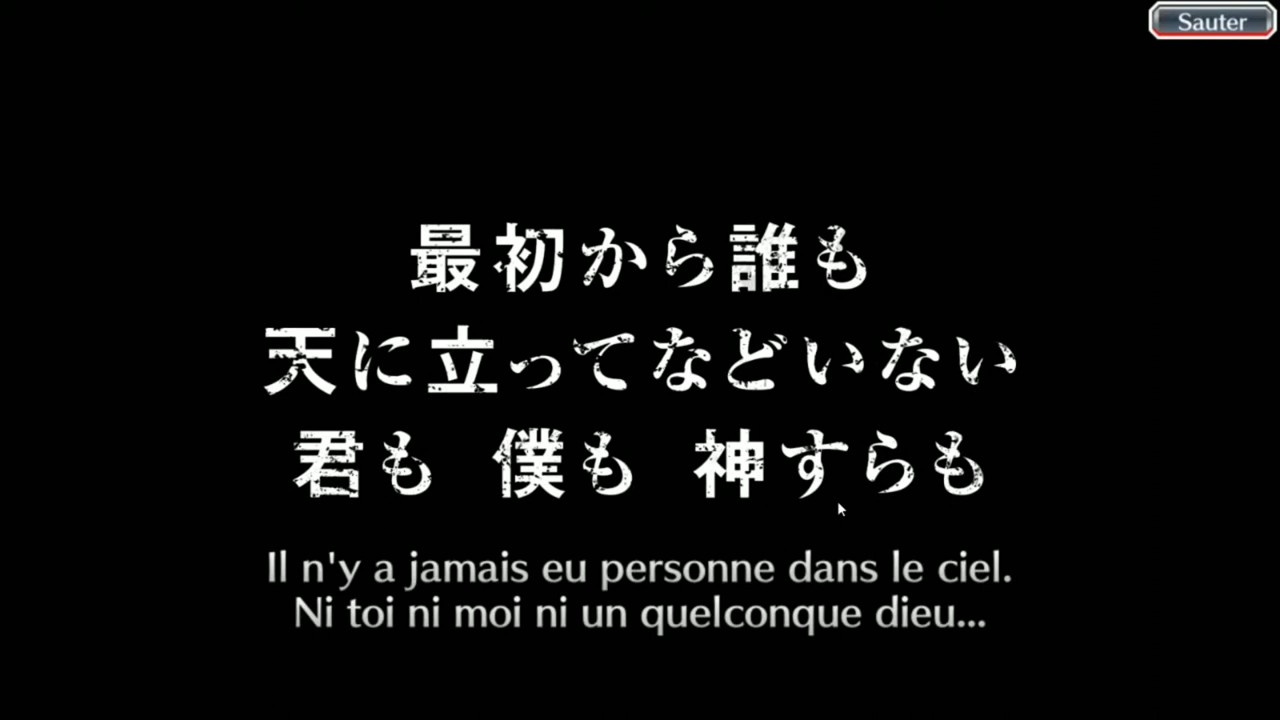 Sauter
最初から誰も
天に立ってなどいない
君も 僕も 神すらも
Il n'y a jamais eu personne dans le ciel.
Ni toi ni moi ni un quelconque dieu...